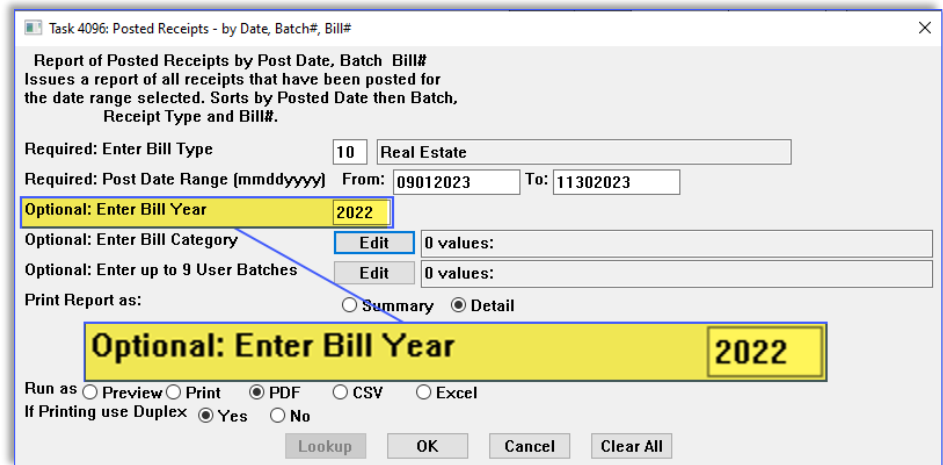 Task 4096: Posted Receipts - by Date, Batch#, Bill#
Report of Posted Receipts by Post Date, Batch Bill#
Issues a report of all receipts that have been posted for
the date range selected. Sorts by Posted Date then Batch,
Receipt Type and Bill#.
Required: Enter Bill Type 10 Real Estate
Required: Post Date Range (mmddyyyy) From: 09012023 To: 11302023
Optional: Enter Bill Year 2022
Optional: Enter Bill Category Edit 0 values:
Optional: Enter up to 9 User Batches Edit 0 values:
Print Report as: Summary Detail
Optional: Enter Bill Year 2022
Run as Preview Print PDF CSV Excel
If Printing use Duplex Yes No
Lookup OK Cancel Clear All